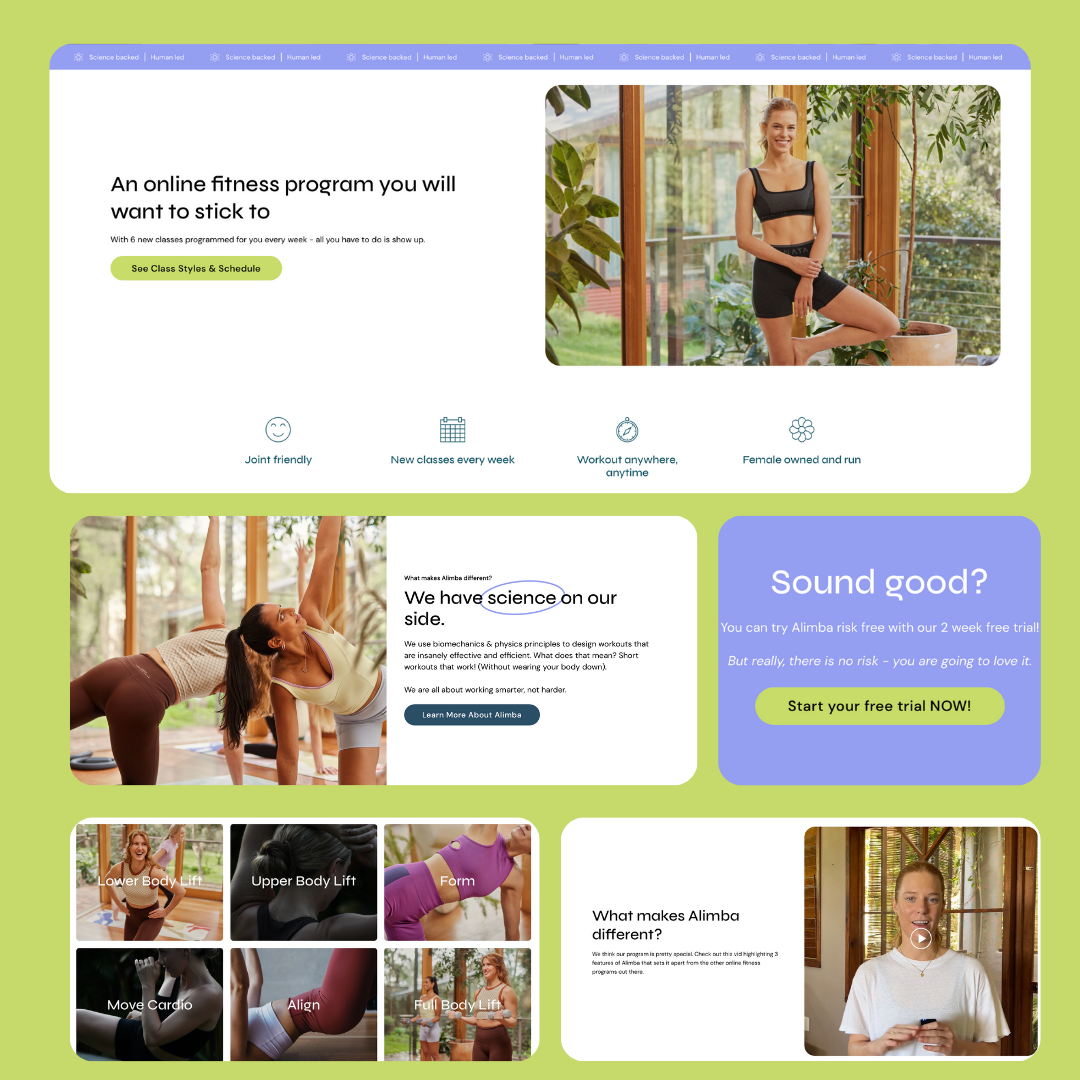 Science backed | Human led Science backed | Human led Science backed | Human led Science backed | Human led Science backed | Human led Science backed | Human led Science backed | Human led
An online fitness program you will
want to stick to
With 6 new classes programmed for you every week - all you have to do is show up.
See Class Styles & Schedule
Joint friendly
New classes every week
Workout anywhere,
anytime
Female owned and run
What makes Alimba different?
We have science on our
side.
We use biomechanics & physics principles to design workouts that
are insanely effective and efficient. What does that mean? Short
workouts that work! (Without wearing your body down).
We are all about working smarter, not harder.
Learn More About Alimba
Sound good?
You can try Alimba risk free with our 2 week free trial!
But really, there is no risk - you are going to love it.
Start your free trial NOW!
Lower Body Lift
Upper Body Lift
Form
Move Cardio
Align
Full Body Lift
What makes Alimba
different?
We think our program is pretty special. Check out this vid highlighting 3
features of Alimba that sets it apart from the other online fitness
programs out there.